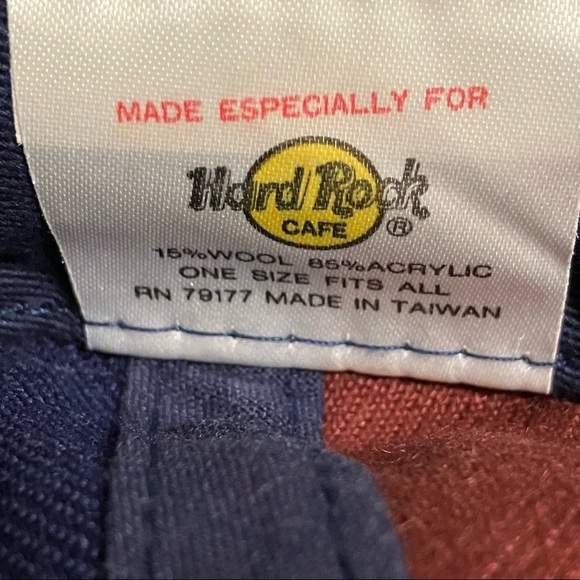 MADE ESPECIALLY FOR
Hard Rock
CAFE ®
15%WOOL 85%ACRYLIC
ONE SIZE FITS ALL
RN 79177 MADE IN TAIWAN